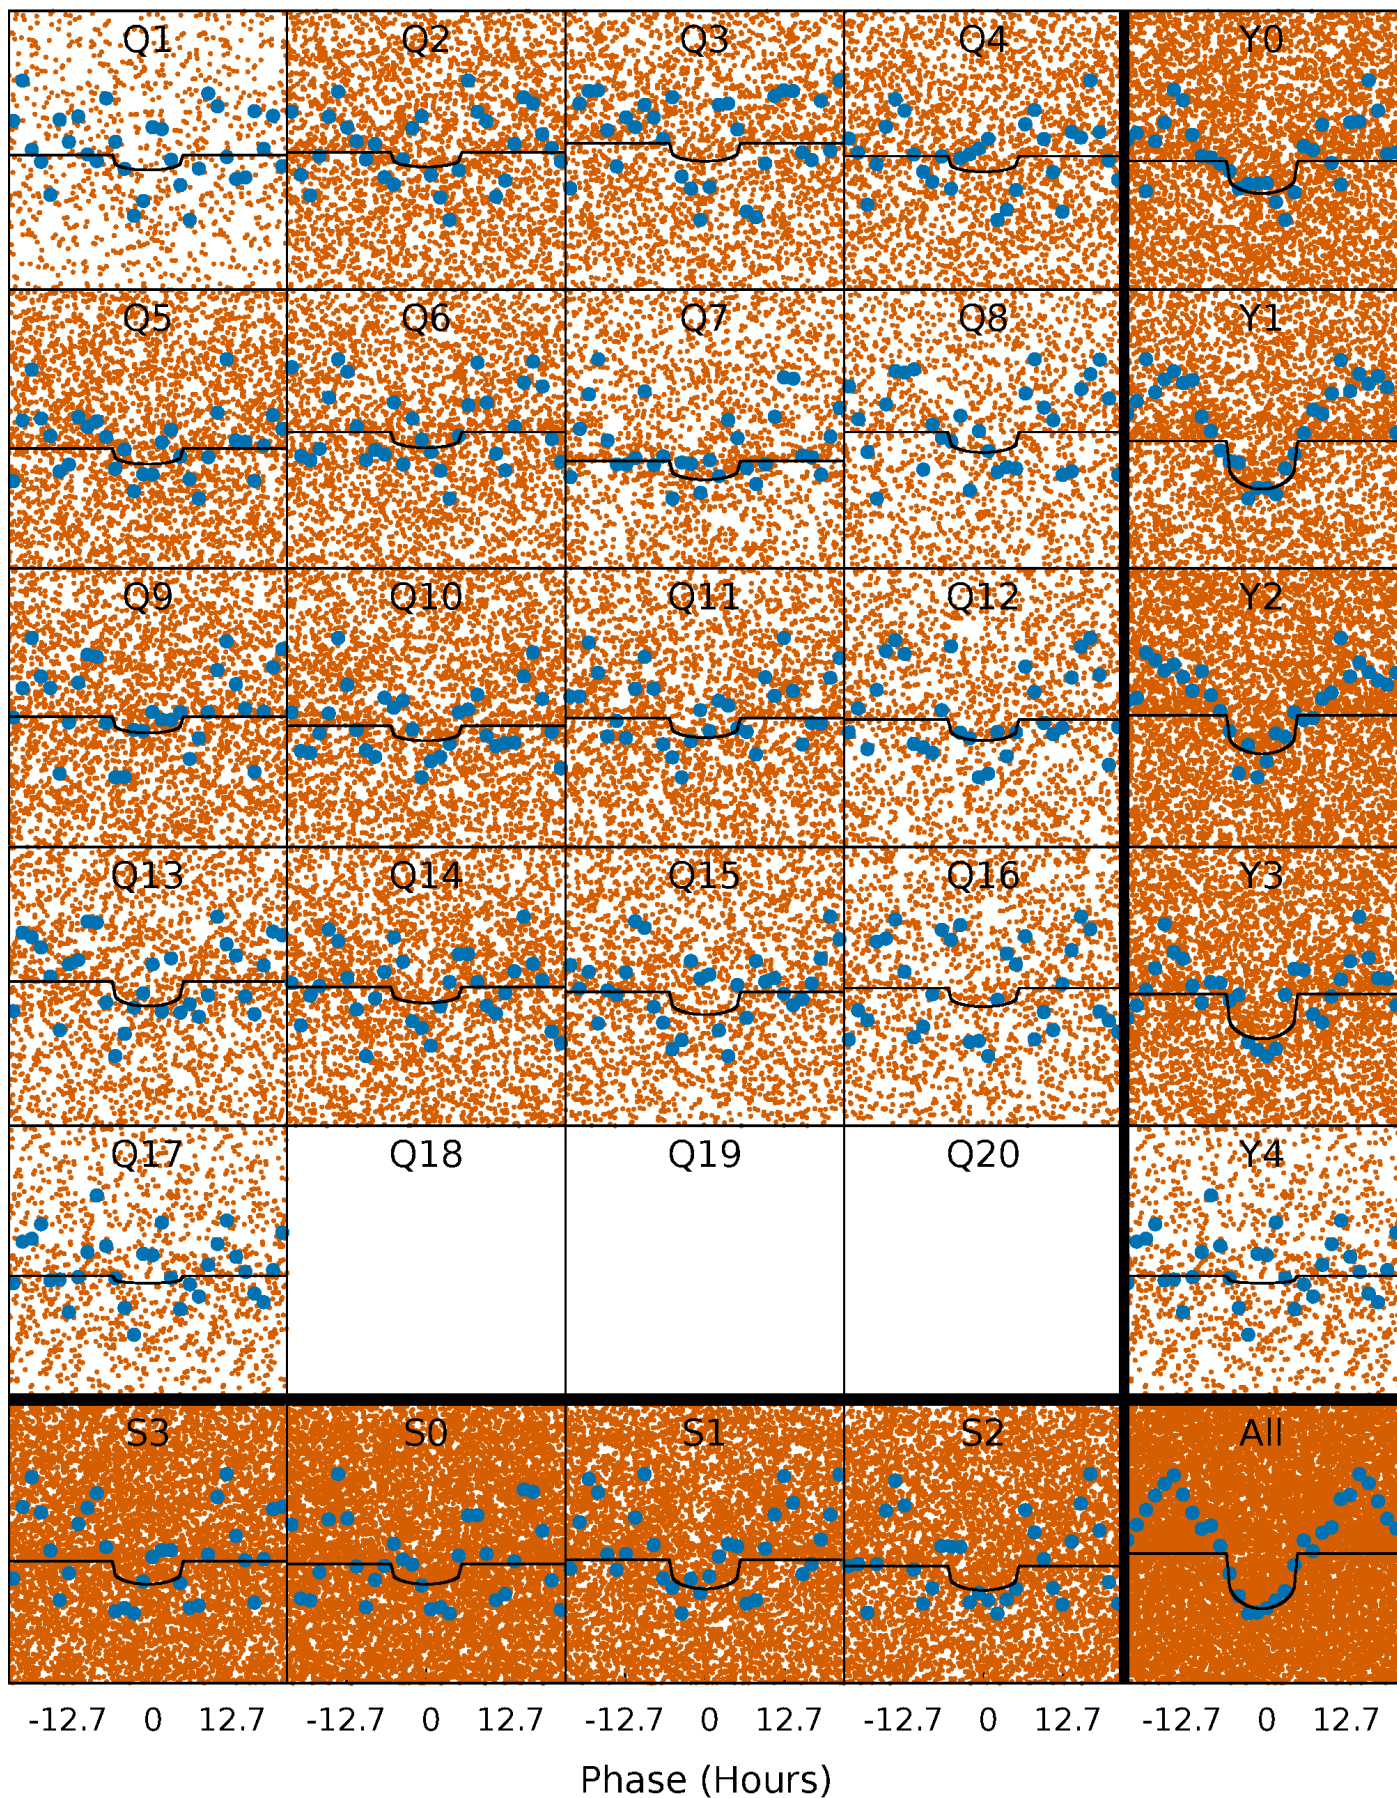 Q1 Q2 Q3 Q4 Y0
Q5 Q6 Q7 Q8 Y1
Q9 Q10 Q11 Q12 Y2
Q13 Q14 Q15 Q16 Y3
Q17 Q18 Q19 Q20 Y4
S3 S0 S1 S2 All
-12.7 0 12.7 -12.7 0 12.7 -12.7 0 12.7 -12.7 0 12.7 -12.7 0 12.7
Phase (Hours)